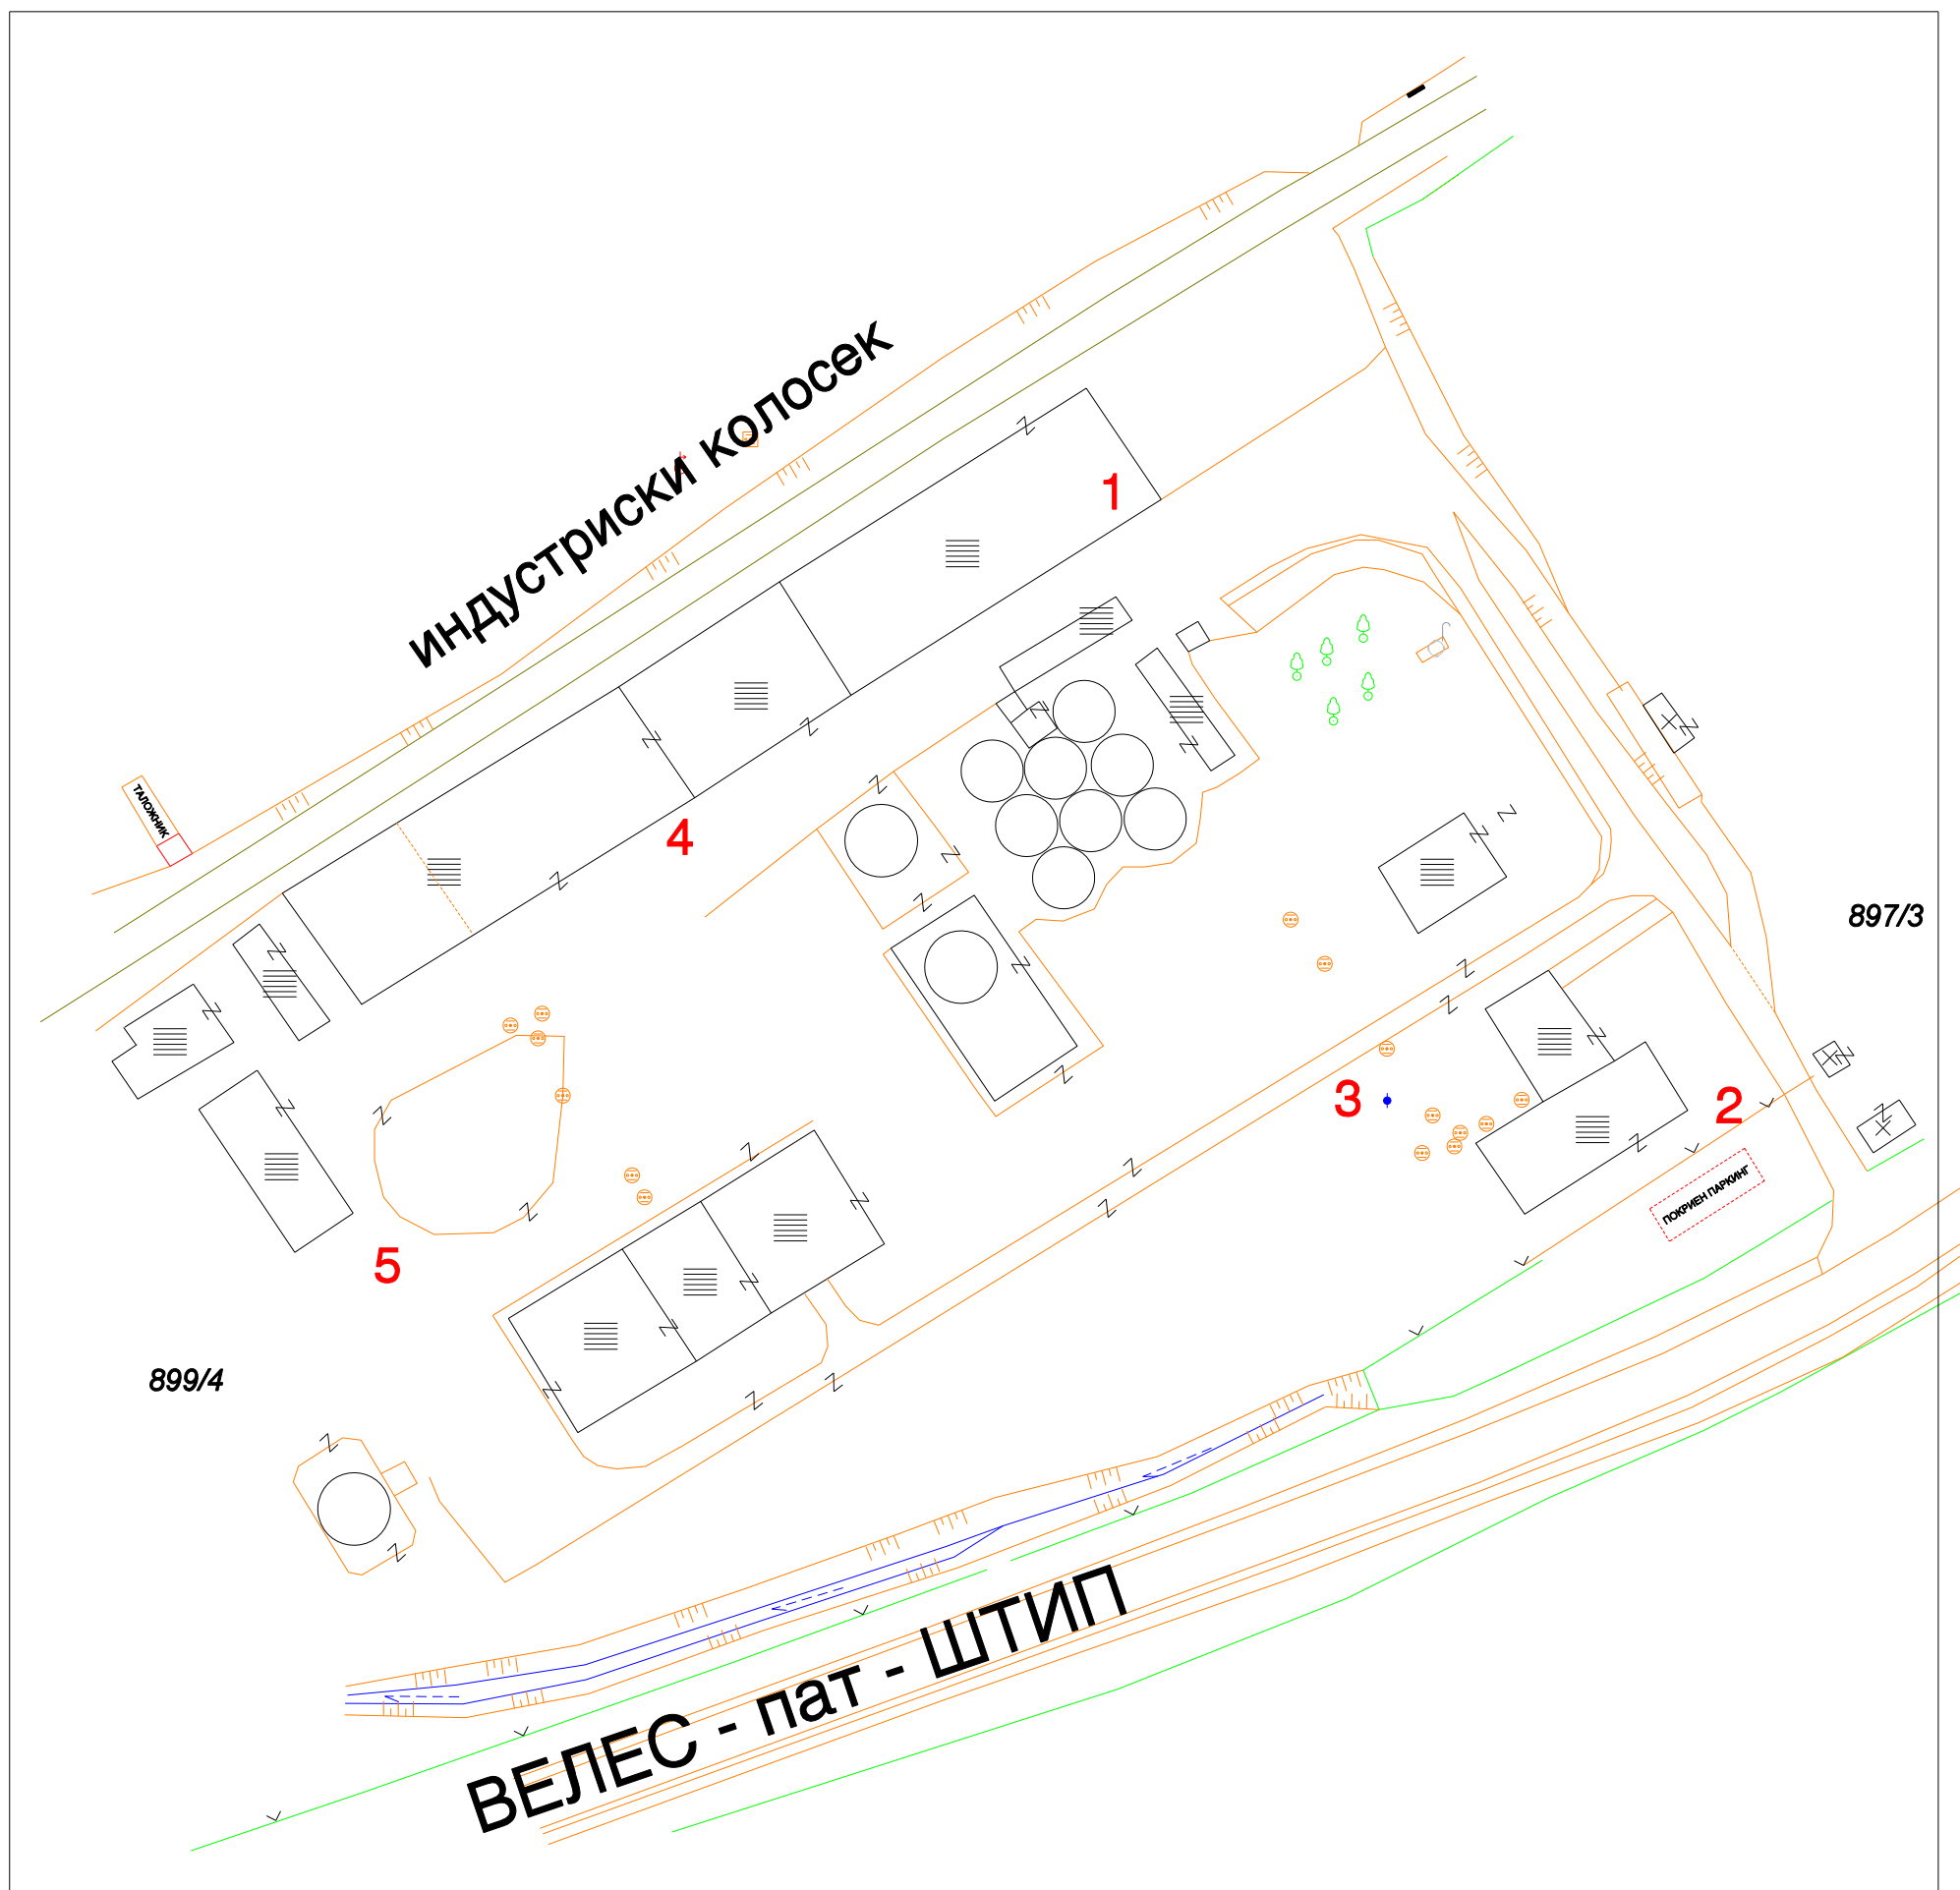 индустриски колосек
1
ТАЛОЖНИК
4
897/3
3
2
ПОКРИЕН ПАРКИНГ
5
899/4
ВЕЛЕС - пат - ШТИП